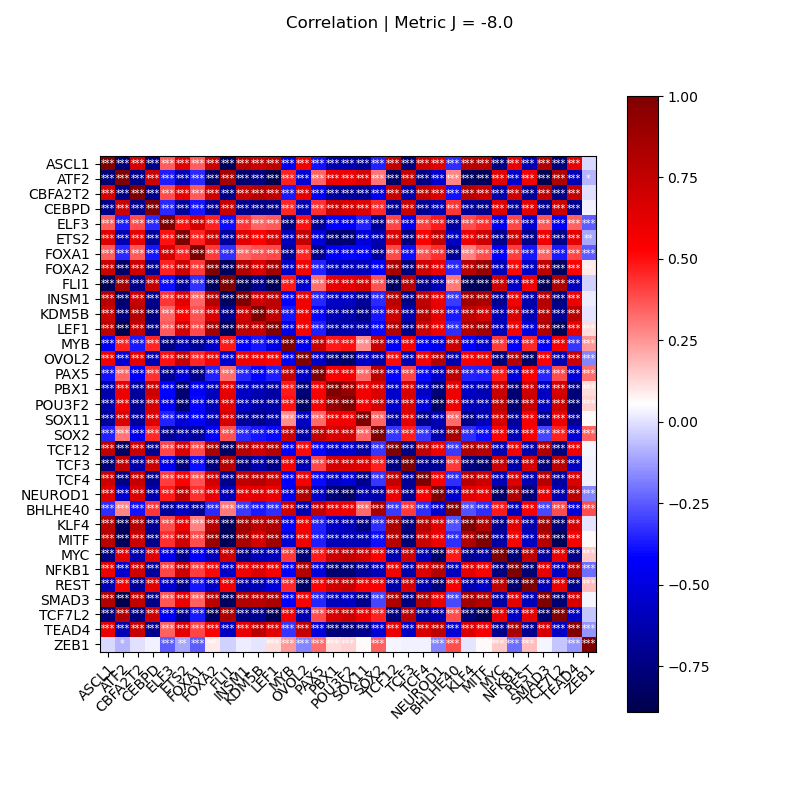 Correlation | Metric J = -8.0
ASCL1
ATF2
CBFA2T2
CEBPD
ELF3
ETS2
FOXA1
FOXA2
FLI1
INSM1
KDM5B
LEF1
MYB
OVOL2
PAX5
PBX1
POU3F2
SOX11
SOX2
TCF12
TCF3
TCF4
NEUROD1
BHLHE40
KLF4
MITF
MYC
NFKB1
REST
SMAD3
TCF7L2
TEAD4
ZEB1
ASCL1
ATF2
CBFA2T2
CEBPD
ELF3
ETS2
FOXA1
FOXA2
FLI1
INSM1
KDM5B
LEF1
MYB
OVOL2
PAX5
PBX1
POU3F2
SOX11
SOX2
TCF12
TCF3
TCF4
NEUROD1
BHLHE40
KLF4
MITF
MYC
NFKB1
REST
SMAD3
TCF7L2
TEAD4
ZEB1
1.00
0.75
0.50
0.25
0.00
−0.25
−0.50
−0.75